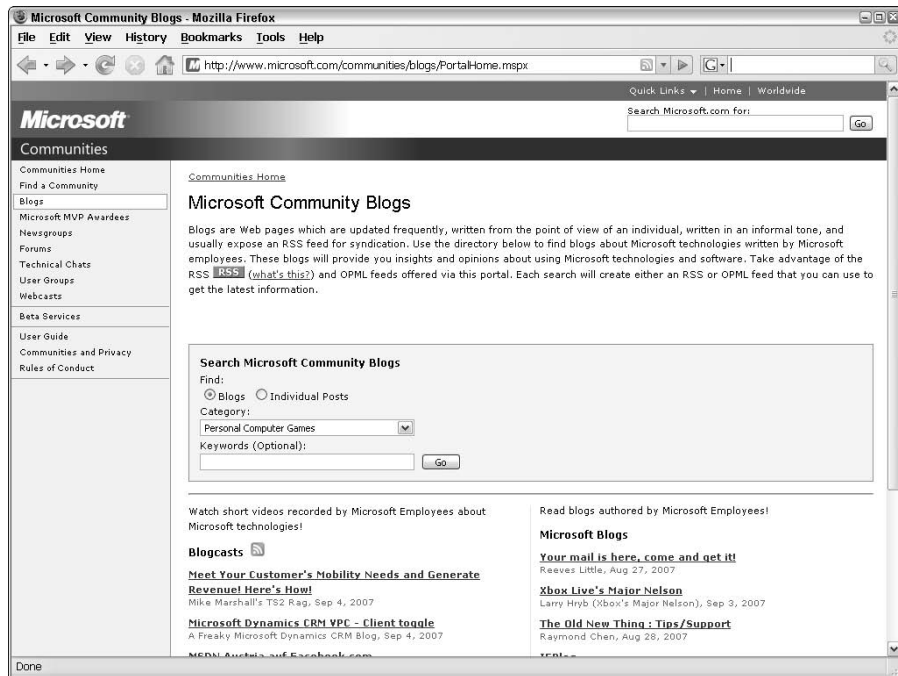 Microsoft Community Blogs - Mozilla Firefox
File Edit View History Bookmarks Tools Help
http://www.microsoft.com/communities/blogs/PortalHome.mspx
G
Quick Links | Home | Worldwide
Microsoft
Search Microsoft.com for:
Go
Communities
Communities Home
Find a Community
Blogs
Microsoft MVP Awardees
Newsgroups
Forums
Technical Chats
User Groups
Webcasts
Beta Services
User Guide
Communities and Privacy
Rules of Conduct
Communities Home
Microsoft Community Blogs
Blogs are Web pages which are updated frequently, written from the point of view of an individual, written in an informal tone, and
usually expose an RSS feed for syndication. Use the directory below to find blogs about Microsoft technologies written by Microsoft
employees. These blogs will provide you insights and opinions about using Microsoft technologies and software. Take advantage of the
RSS RSS (what's this?) and OPML feeds offered via this portal. Each search will create either an RSS or OPML feed that you can use to
get the latest information.
Search Microsoft Community Blogs
Find:
Blogs Individual Posts
Category:
Personal Computer Games
Keywords (Optional):
Go
Watch short videos recorded by Microsoft Employees about
Microsoft technologies!
Blogcasts
Meet Your Customer's Mobility Needs and Generate
Revenue! Here's How!
Mike Marshall's TS2 Rag, Sep 4, 2007
Microsoft Dynamics CRM VPC - Client toggle
A Freaky Microsoft Dynamics CRM Blog, Sep 4, 2007
MSDN Austria auf Facebook.com
Read blogs authored by Microsoft Employees!
Microsoft Blogs
Your mail is here, come and get it!
Reeves Little, Aug 27, 2007
Xbox Live's Major Nelson
Larry Hryb (Xbox's Major Nelson), Sep 3, 2007
The Old New Thing : Tips/Support
Raymond Chen, Aug 28, 2007
IEBlog
Done